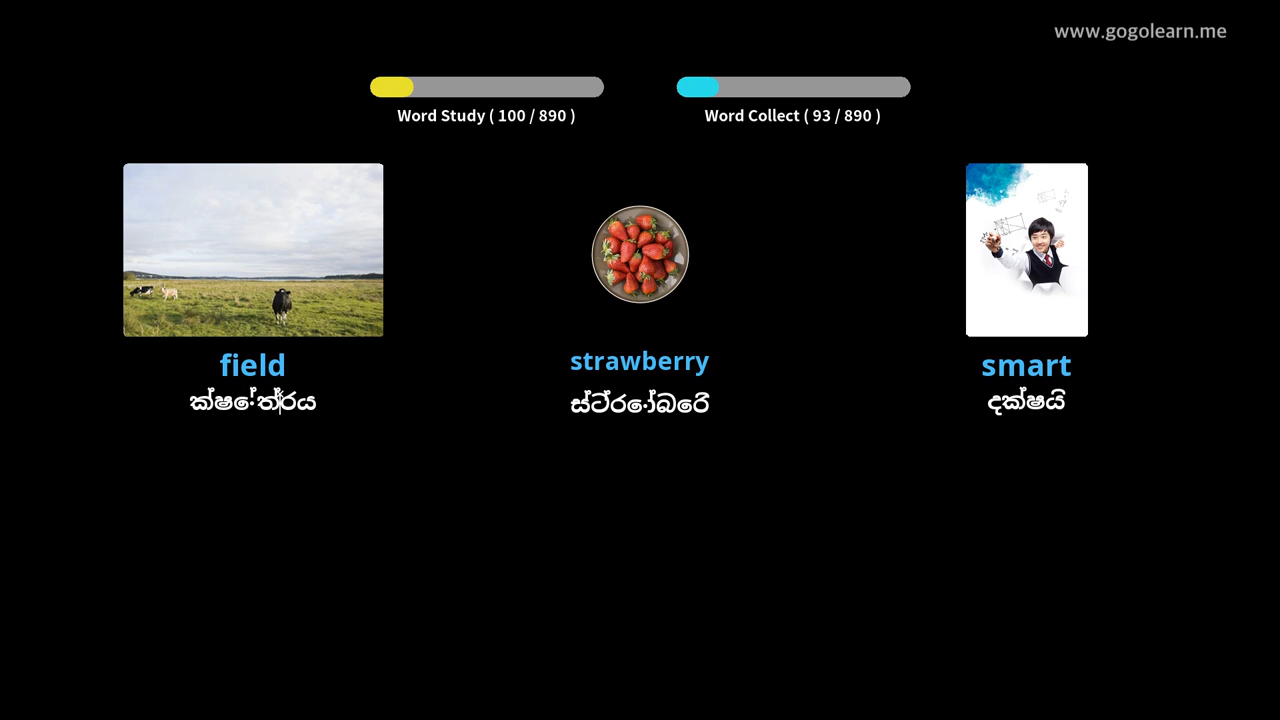 www.gogolearn.me
Word Study ( 100 / 890 )
Word Collect ( 93 / 890 )
field
strawberry
smart
ක්ෂේත්‍රය
ස්ට්රෝබෙරි
දක්ෂයි